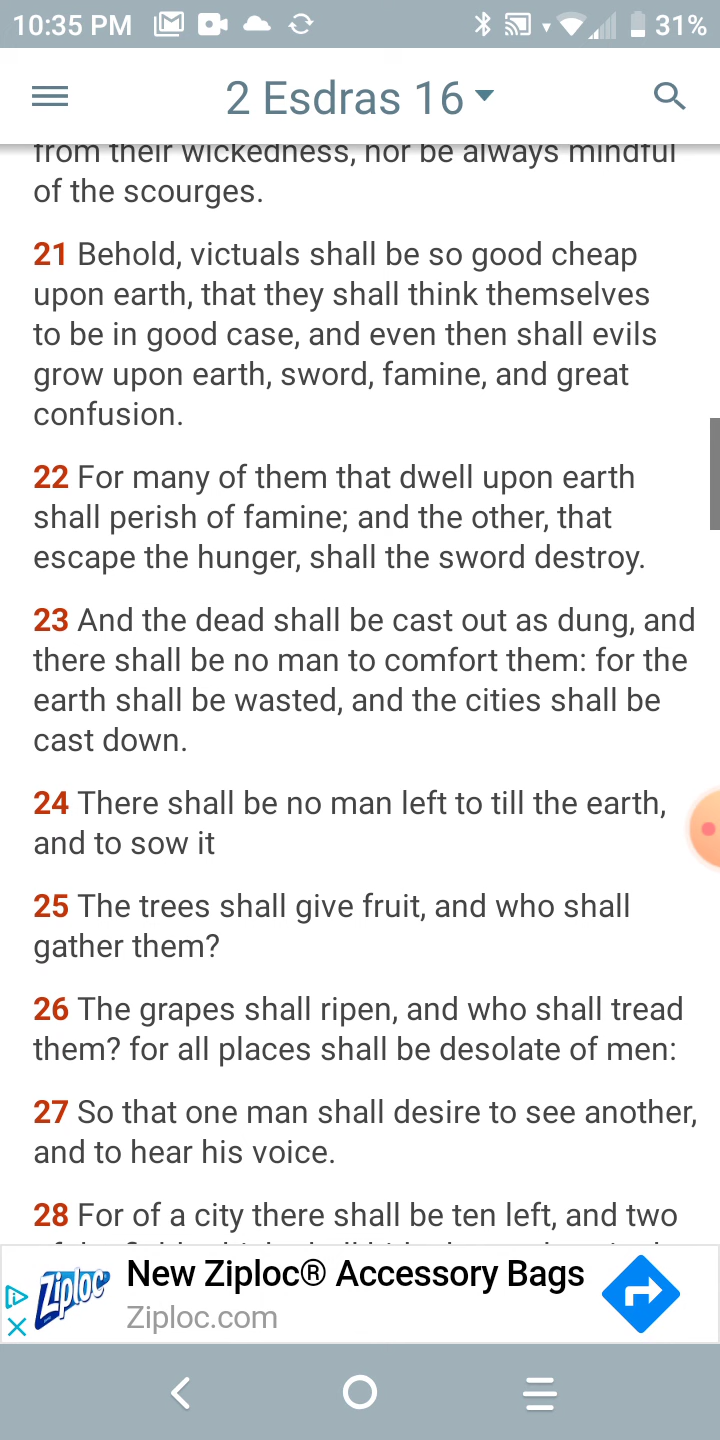 10:35 PM
31%
2 Esdras 16
from their wickedness, nor be always mindful
of the scourges.
21 Behold, victuals shall be so good cheap
upon earth, that they shall think themselves
to be in good case, and even then shall evils
grow upon earth, sword, famine, and great
confusion.
22 For many of them that dwell upon earth
shall perish of famine; and the other, that
escape the hunger, shall the sword destroy.
23 And the dead shall be cast out as dung, and
there shall be no man to comfort them: for the
earth shall be wasted, and the cities shall be
cast down.
24 There shall be no man left to till the earth,
and to sow it
25 The trees shall give fruit, and who shall
gather them?
26 The grapes shall ripen, and who shall tread
them? for all places shall be desolate of men:
27 So that one man shall desire to see another,
and to hear his voice.
28 For of a city there shall be ten left, and two
Ziploc
New Ziploc® Accessory Bags
Ziploc.com